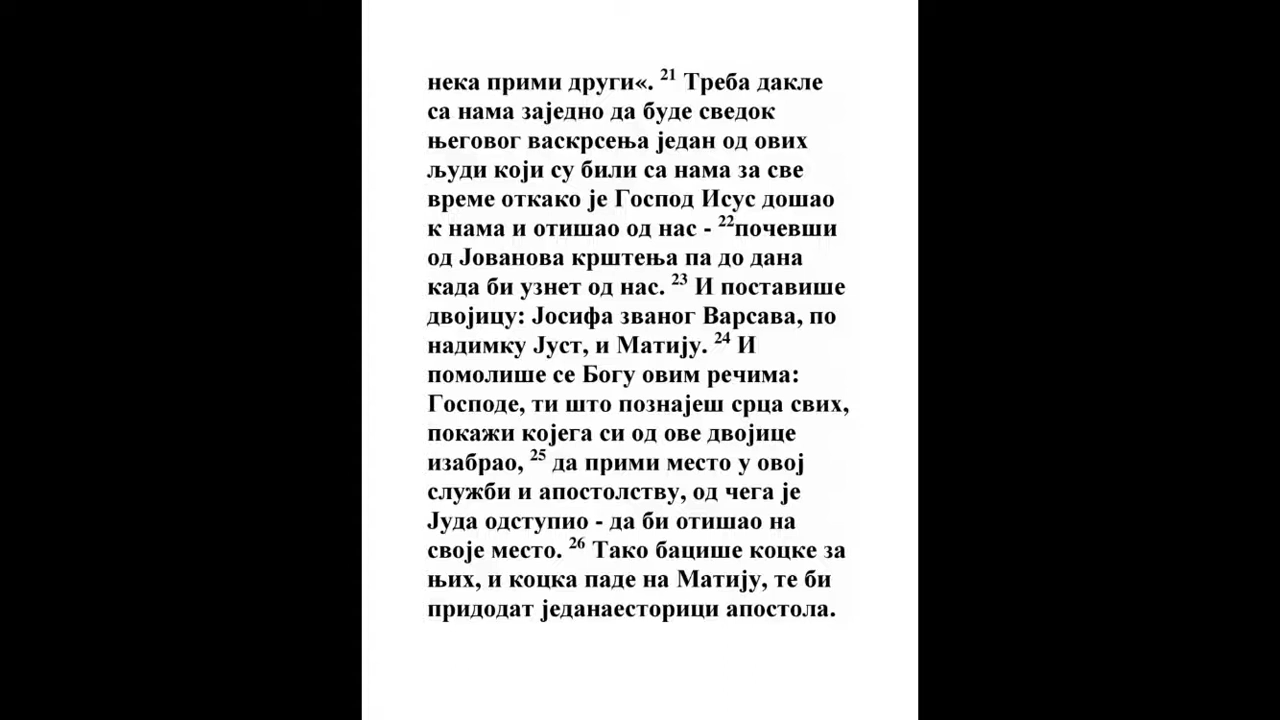 нека прими други«. 21 Треба дакле
са нама заједно да буде сведок
његовог васкрсења један од ових
људи који су били са нама за све
време откако је Господ Исус дошао
к нама и отишао од нас - 22почевши
од Јованова крштења па до дана
када би узнет од нас. 23 И поставише
двојицу: Јосифа званог Варсава, по
надимку Јуст, и Матију. 24 И
помолише се Богу овим речима:
Господе, ти што познајеш срца свих,
покажи којега си од ове двојице
изабрао, 25 да прими место у овој
служби и апостолству, од чега је
Јуда одступио - да би отишао на
своје место. 26 Тако бацише коцке за
њих, и коцка паде на Матију, те би
придодат једанаесторици апостола.